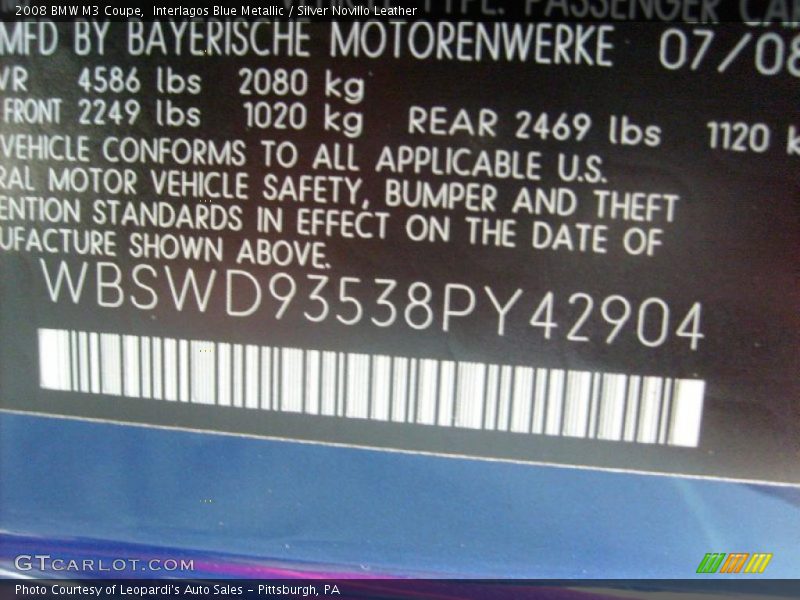 2008 BMW M3 Coupe, Interlagos Blue Metallic / Silver Novillo Leather
TYPE: PASSENGER CAR
MFD BY BAYERISCHE MOTORENWERKE 07/08
VR 4586 lbs 2080 kg
FRONT 2249 lbs 1020 kg REAR 2469 lbs 1120 k
VEHICLE CONFORMS TO ALL APPLICABLE U.S.
RAL MOTOR VEHICLE SAFETY, BUMPER AND THEFT
ENTION STANDARDS IN EFFECT ON THE DATE OF
UFACTURE SHOWN ABOVE.
WBSWD93538PY42904
GTCARLOT.COM
Photo Courtesy of Leopardi's Auto Sales - Pittsburgh, PA